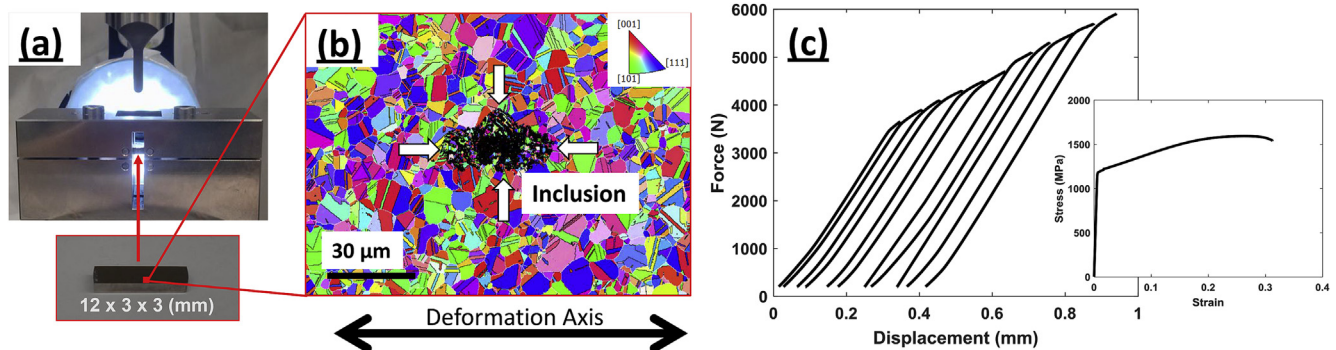 (a)
12 x 3 x 3 (mm)
(b)
[001]
[111]
[101]
Inclusion
30 µm
Deformation Axis
(c)
6000
5000
4000
3000
2000
1000
0
Force (N)
0
0.2
0.4
0.6
0.8
1
Displacement (mm)
2000
1500
1000
500
0
Stress (MPa)
0
0.1
0.2
0.3
0.4
Strain